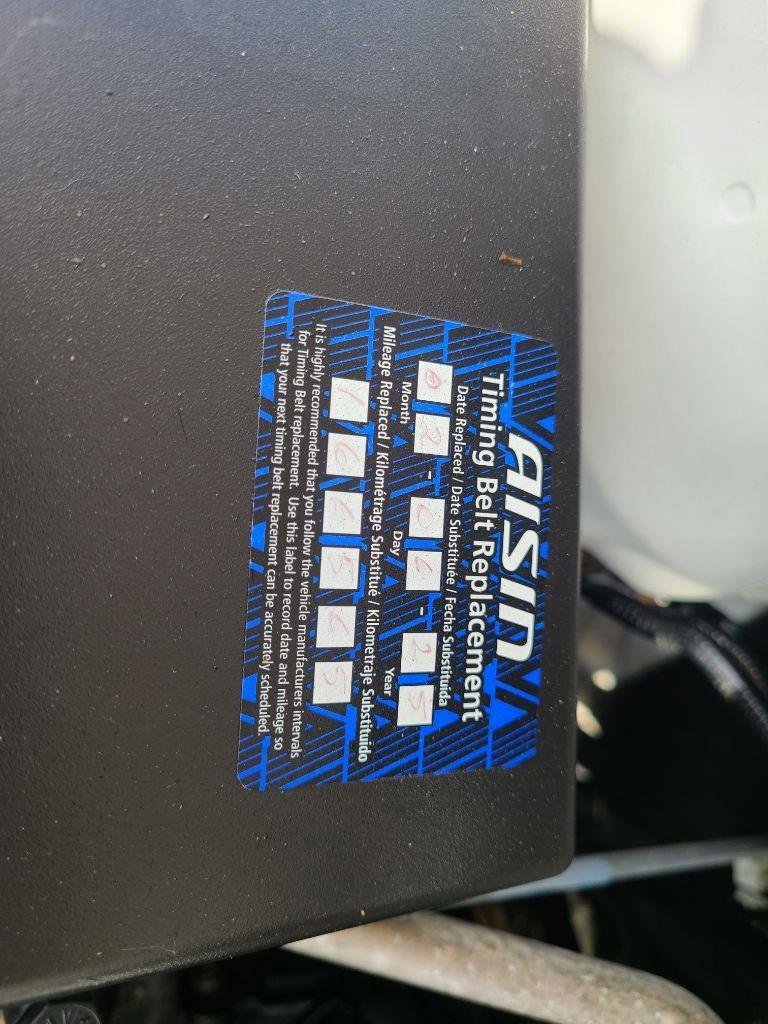 AISIN
Timing Belt Replacement
Date Replaced / Date Substituée / Fecha Substituida
0 2 - 0 6 - 2 5
Month Day Year
Mileage Replaced / Kilométrage Substitué / Kilometraje Substituido
1 6 6 5 6 5
It is highly recommended that you follow the vehicle manufacturers intervals
for Timing Belt replacement. Use this label to record date and mileage so
that your next timing belt replacement can be accurately scheduled.